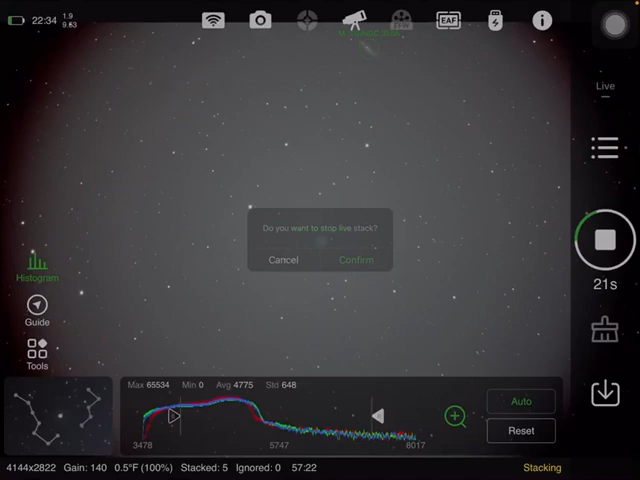 22:34
1.9
9.63
EAF
Live
Do you want to stop live stack?
Cancel
Confirm
21s
Histogram
Guide
Tools
Max 65534 Min 0 Avg 4775 Std 648
3478
5747
8017
Auto
Reset
4144x2822 Gain: 140 0.5°F (100%) Stacked: 5 Ignored: 0 57:22
Stacking